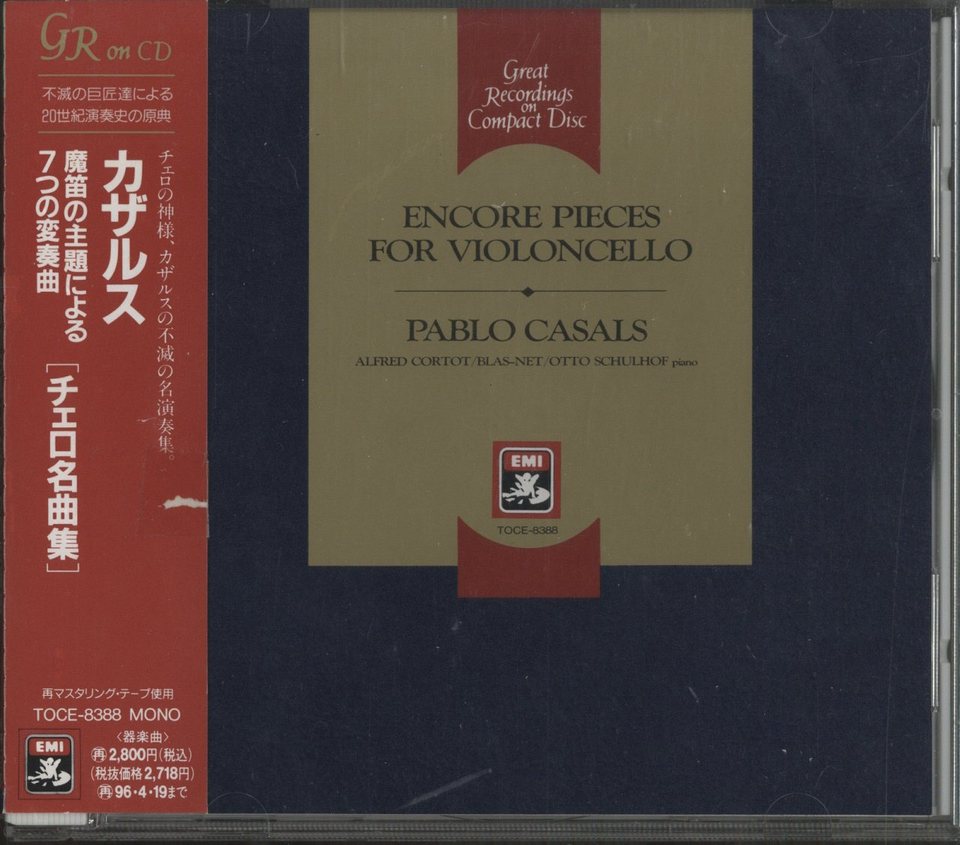 GR on CD
不滅の巨匠達による
20世紀演奏史の原典
チェロの神様、カザルスの不滅の名演奏集。
カザルス
魔笛の主題による
7つの変奏曲
[チェロ名曲集]
再マスタリング・テープ使用
TOCE-8388 MONO
〈器楽曲〉
EMI
再2,800円(税込)
(税抜価格2,718円)
再96・4・19まで
Great
Recordings
on
Compact Disc
ENCORE PIECES
FOR VIOLONCELLO
PABLO CASALS
ALFRED CORTOT/BLAS-NET/OTTO SCHULHOF piano
EMI
TOCE-8388